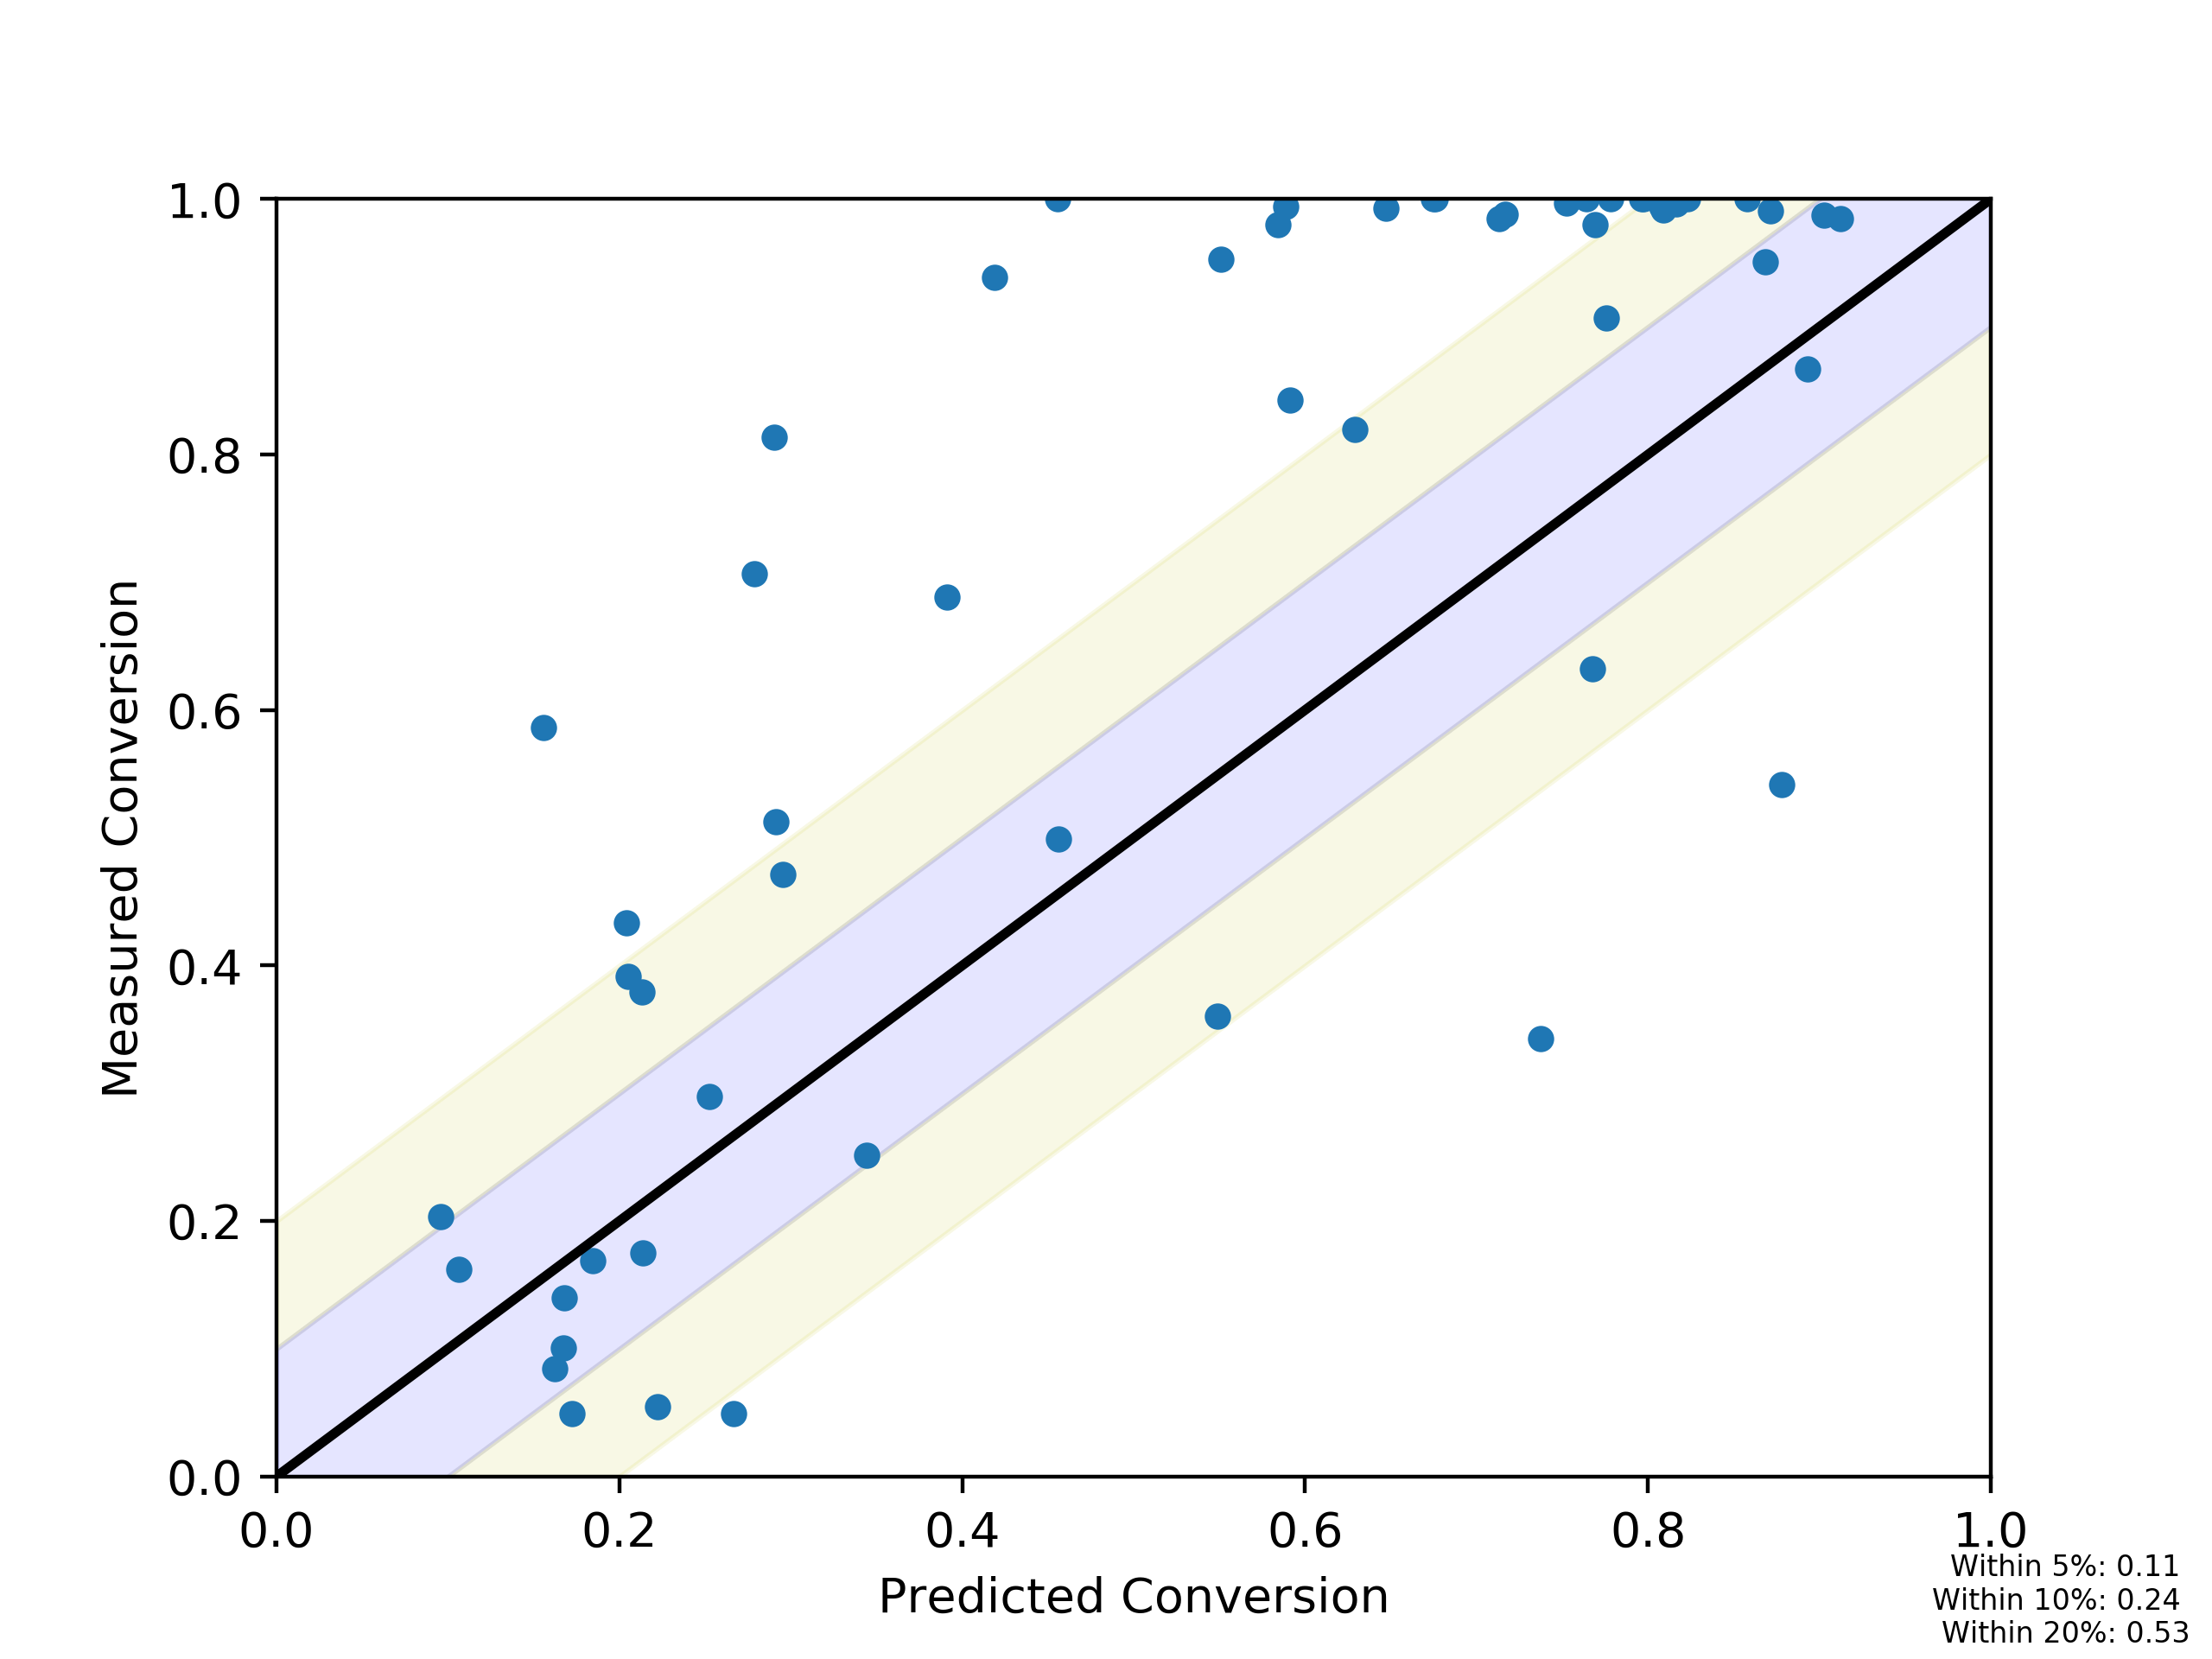 1.0
0.8
0.6
0.4
0.2
0.0
Measured Conversion
0.0 0.2 0.4 0.6 0.8 1.0
Predicted Conversion
Within 5%: 0.11
Within 10%: 0.24
Within 20%: 0.53